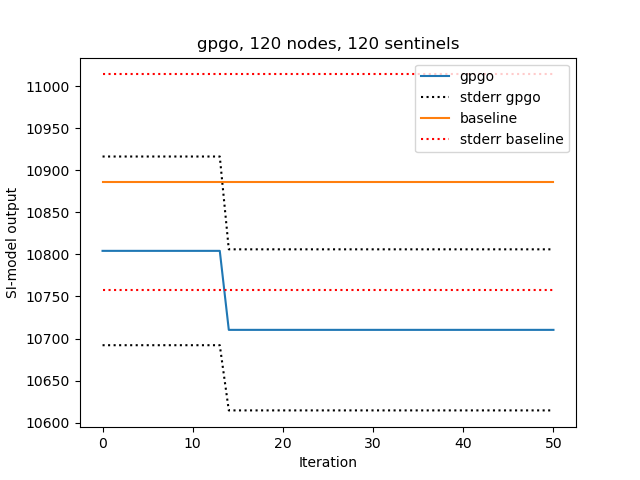 gpgo, 120 nodes, 120 sentinels
gpgo
stderr gpgo
baseline
stderr baseline
SI-model output
11000
10950
10900
10850
10800
10750
10700
10650
10600
0 10 20 30 40 50
Iteration